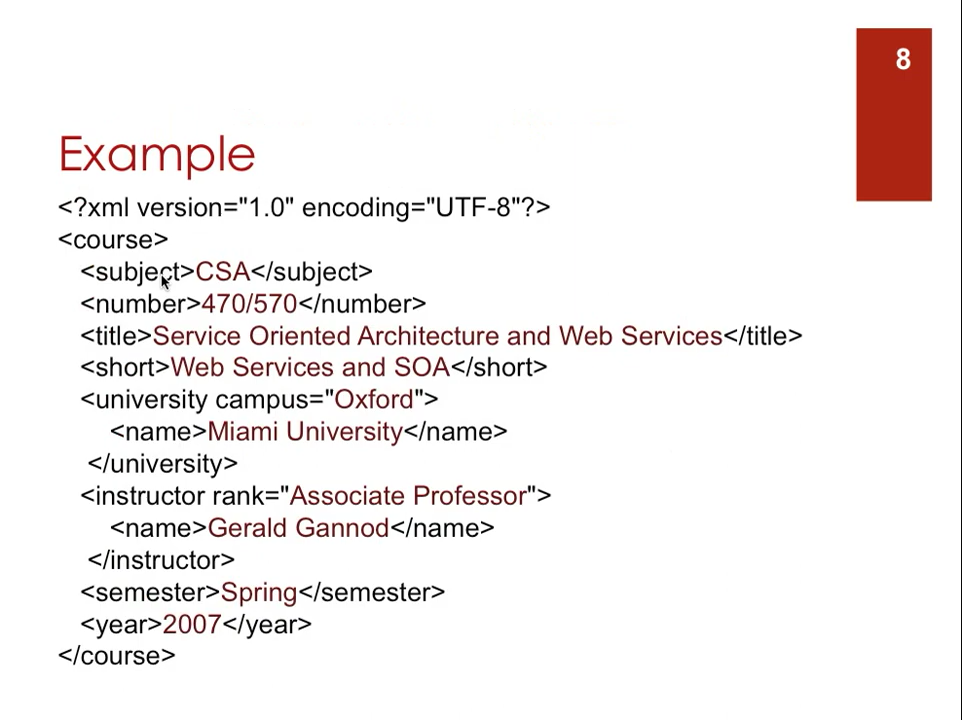 8
Example
<?xml version="1.0" encoding="UTF-8"?>
<course>
<subject>CSA</subject>
<number>470/570</number>
<title>Service Oriented Architecture and Web Services</title>
<short>Web Services and SOA</short>
<university campus="Oxford">
<name>Miami University</name>
</university>
<instructor rank="Associate Professor">
<name>Gerald Gannod</name>
</instructor>
<semester>Spring</semester>
<year>2007</year>
</course>